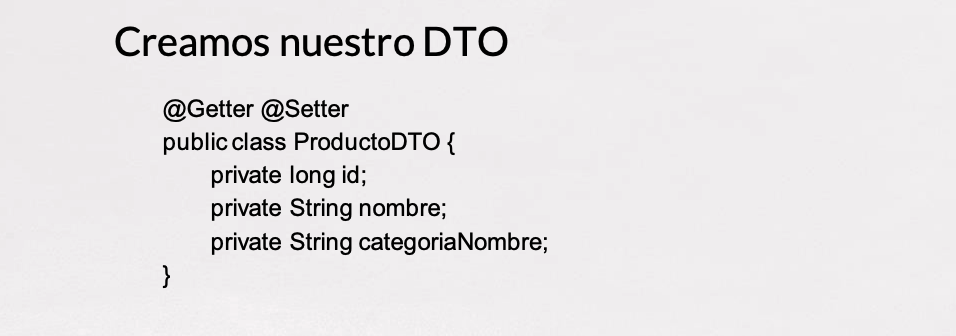 Creamos nuestro DTO
@Getter @Setter
public class ProductoDTO {
private long id;
private String nombre;
private String categoriaNombre;
}